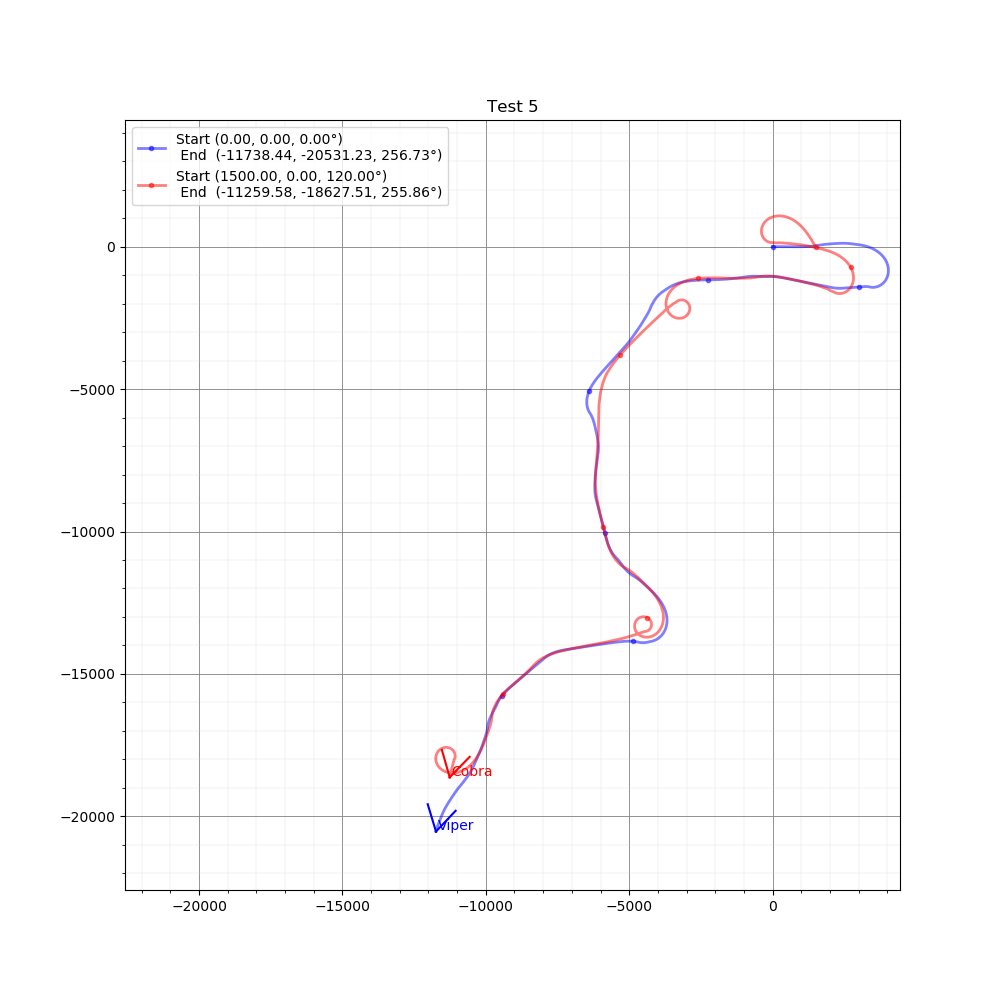 Test 5
Start (0.00, 0.00, 0.00°)
End  (-11738.44, -20531.23, 256.73°)
Start (1500.00, 0.00, 120.00°)
End  (-11259.58, -18627.51, 255.86°)
0
−5000
−10000
−15000
−20000
Cobra
Viper
−20000
−15000
−10000
−5000
0